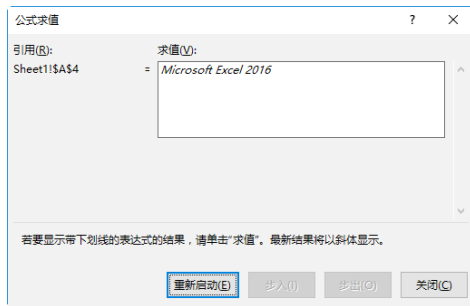 公式求值 ? ×
引用(R): 求值(V):
Sheet1!$A$4 = Microsoft Excel 2016
若要显示带下划线的表达式的结果，请单击“求值”。最新结果将以斜体显示。
重新启动(E) 步入(I) 步出(O) 关闭(C)